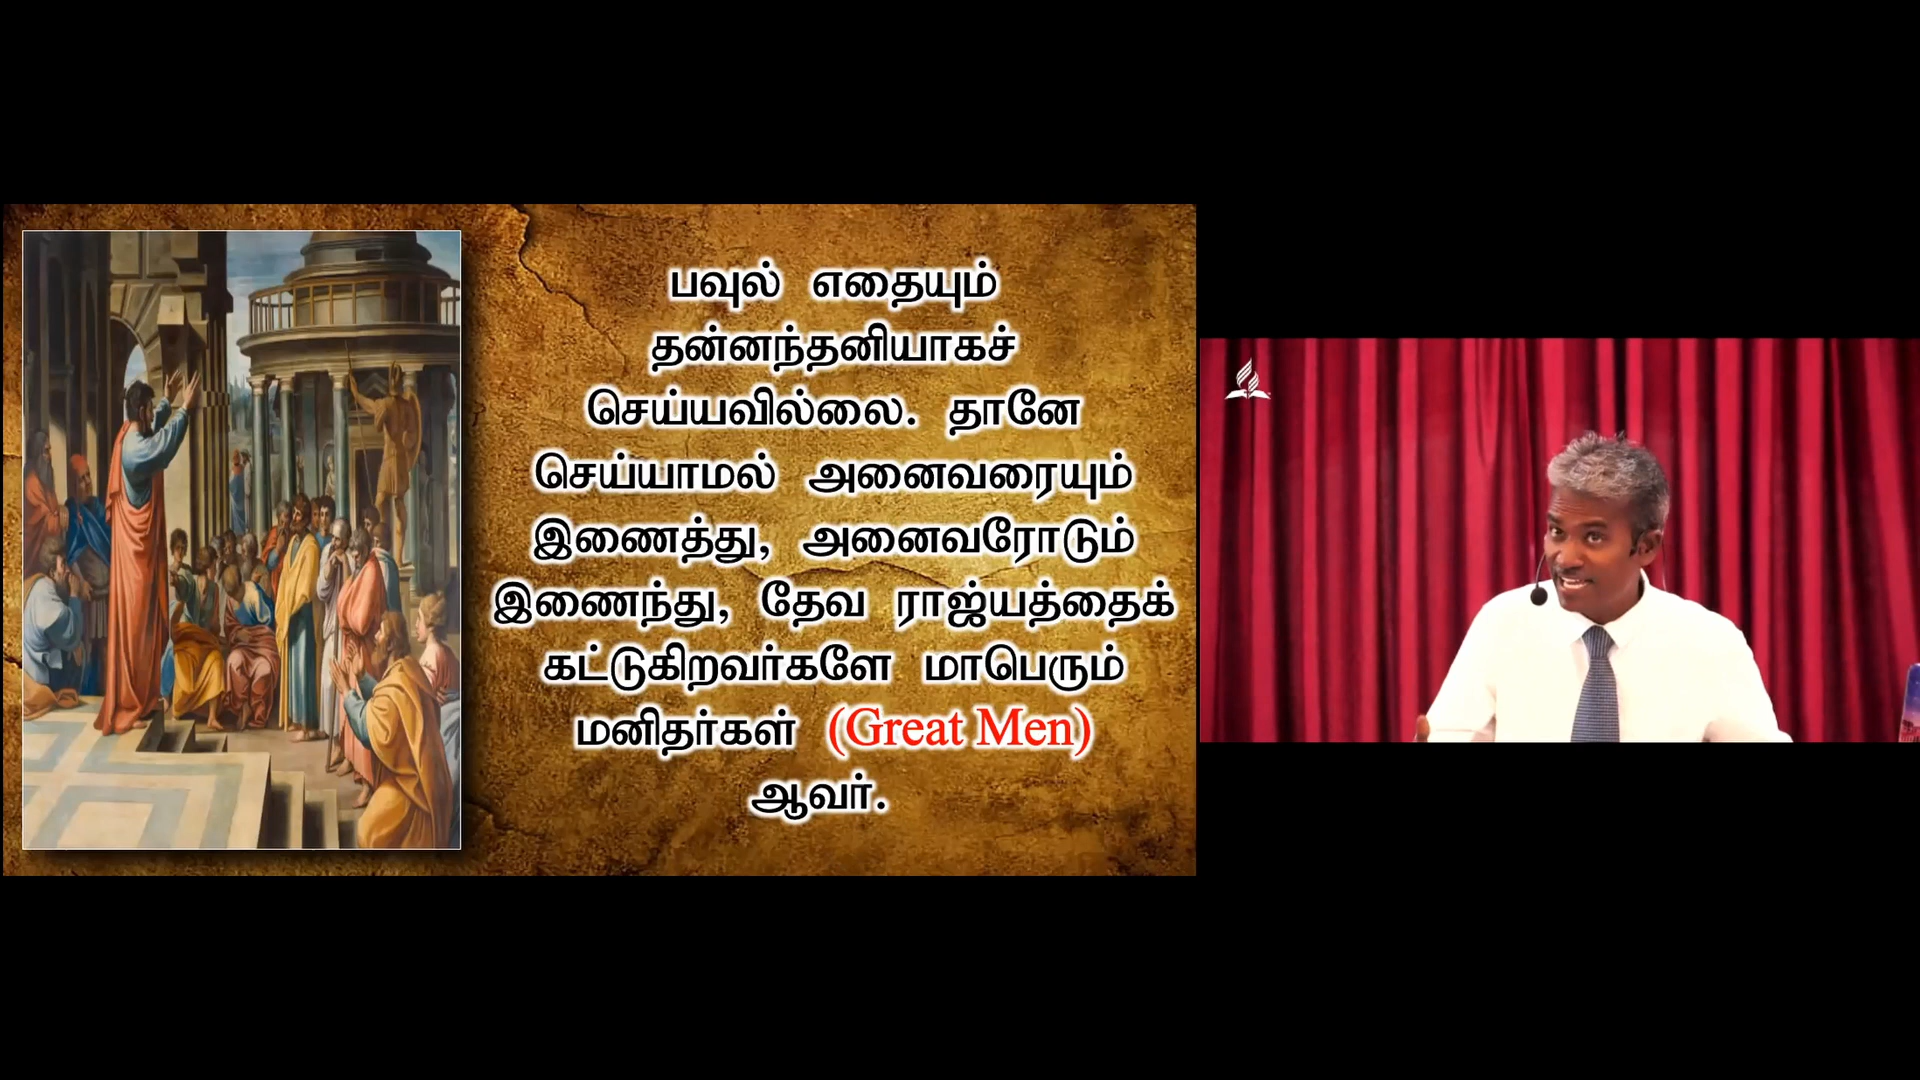 பவுல் எதையும்
தன்னந்தனியாகச்
செய்யவில்லை. தானே
செய்யாமல் அனைவரையும்
இணைத்து, அனைவரோடும்
இணைந்து, தேவ ராஜ்யத்தைக்
கட்டுகிறவர்களே மாபெரும்
மனிதர்கள் (Great Men)
ஆவர்.